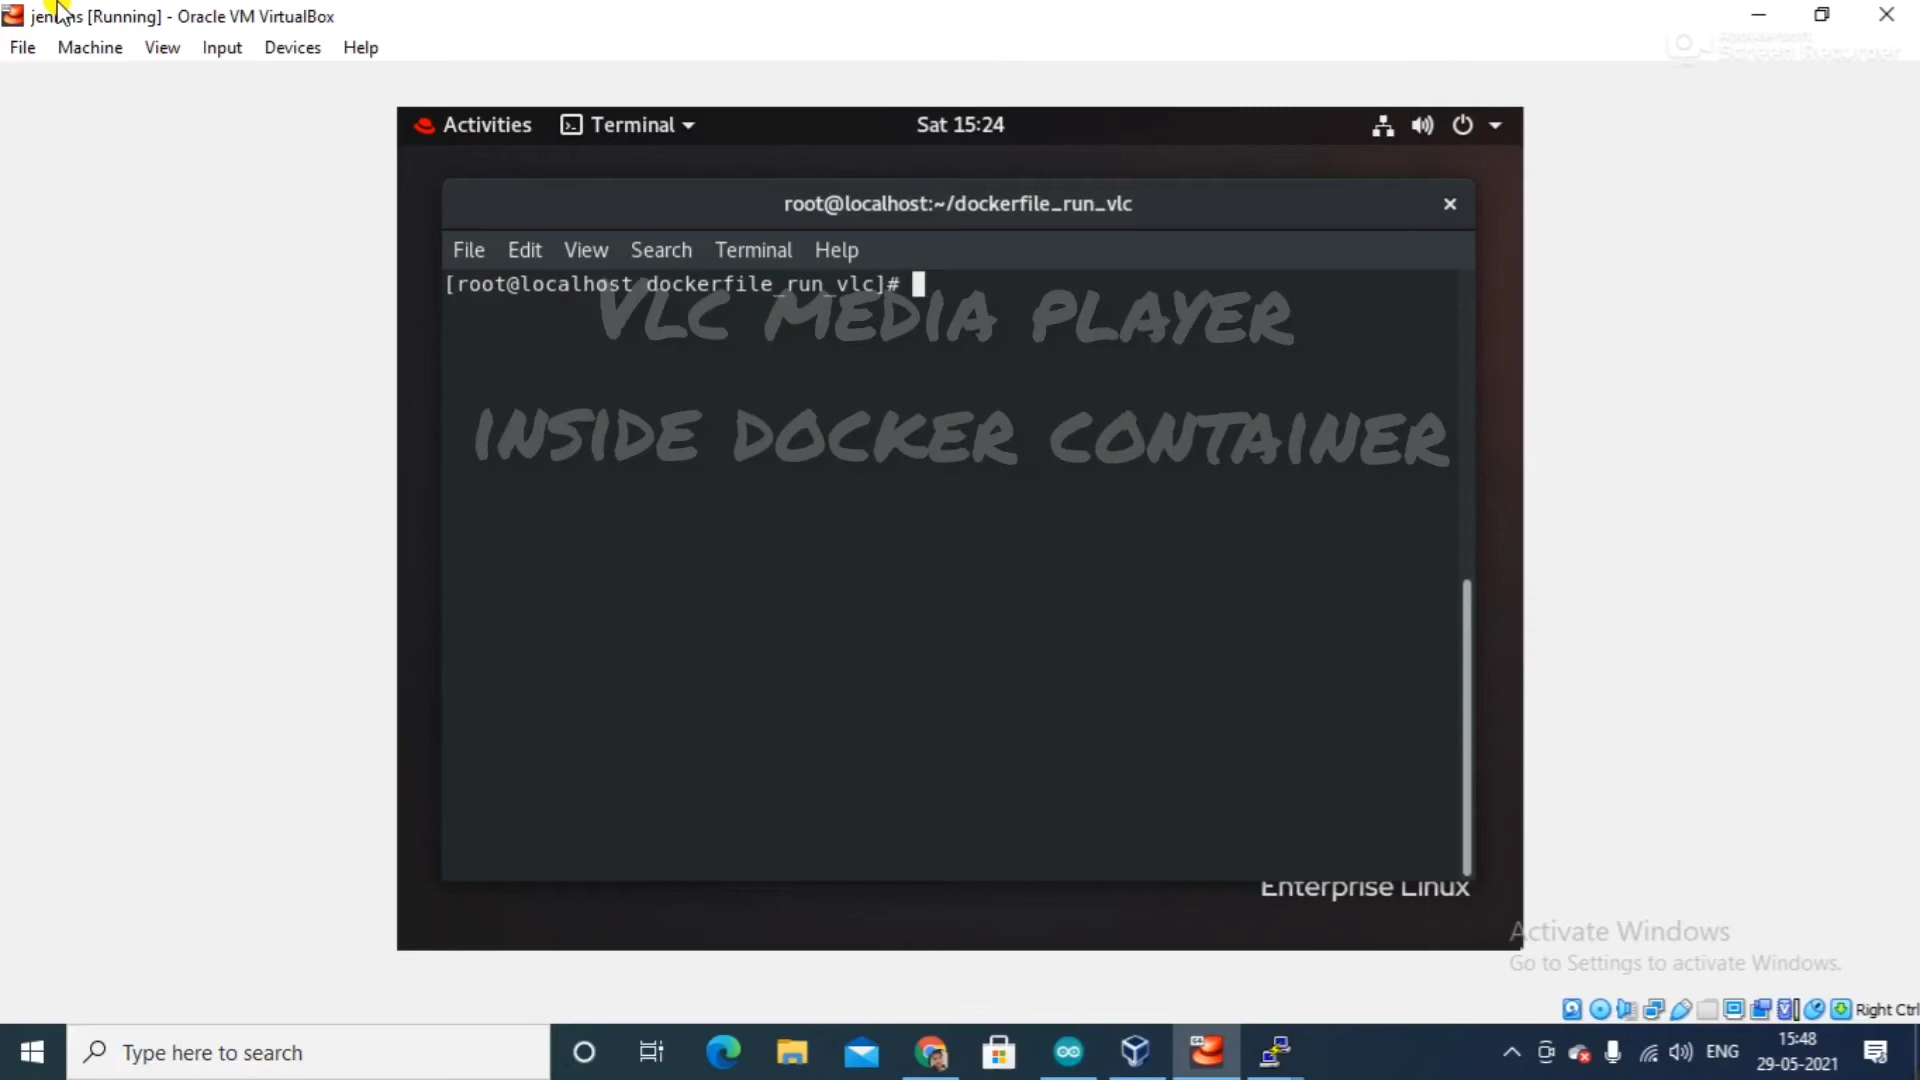 jenkins [Running] - Oracle VM VirtualBox
File Machine View Input Devices Help
Screen Recorder
Activities Terminal Sat 15:24
root@localhost:~/dockerfile_run_vlc
File Edit View Search Terminal Help
[root@localhost dockerfile_run_vlc]#
VLC MEDIA PLAYER
INSIDE DOCKER CONTAINER
Enterprise Linux
Activate Windows
Go to Settings to activate Windows.
Right Ctrl
Type here to search
ENG
15:48
29-05-2021